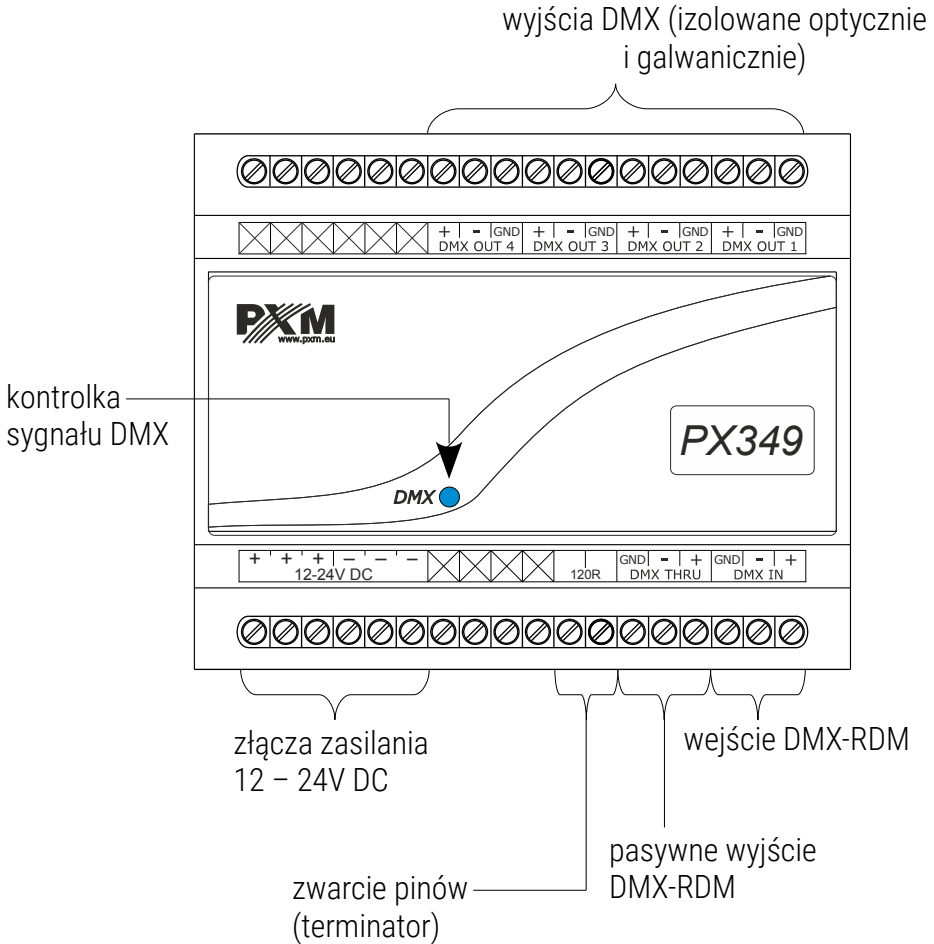 wyjścia DMX (izolowane optycznie
i galwanicznie)
+ - GND + - GND + - GND + - GND
DMX OUT 4 DMX OUT 3 DMX OUT 2 DMX OUT 1
PXM
www.pxm.eu
kontrolka
sygnału DMX
PX349
DMX
+ + + - - - GND - + GND - +
12-24V DC 120R DMX THRU DMX IN
złącza zasilania
12 – 24V DC
wejście DMX-RDM
pasywne wyjście
DMX-RDM
zwarcie pinów
(terminator)